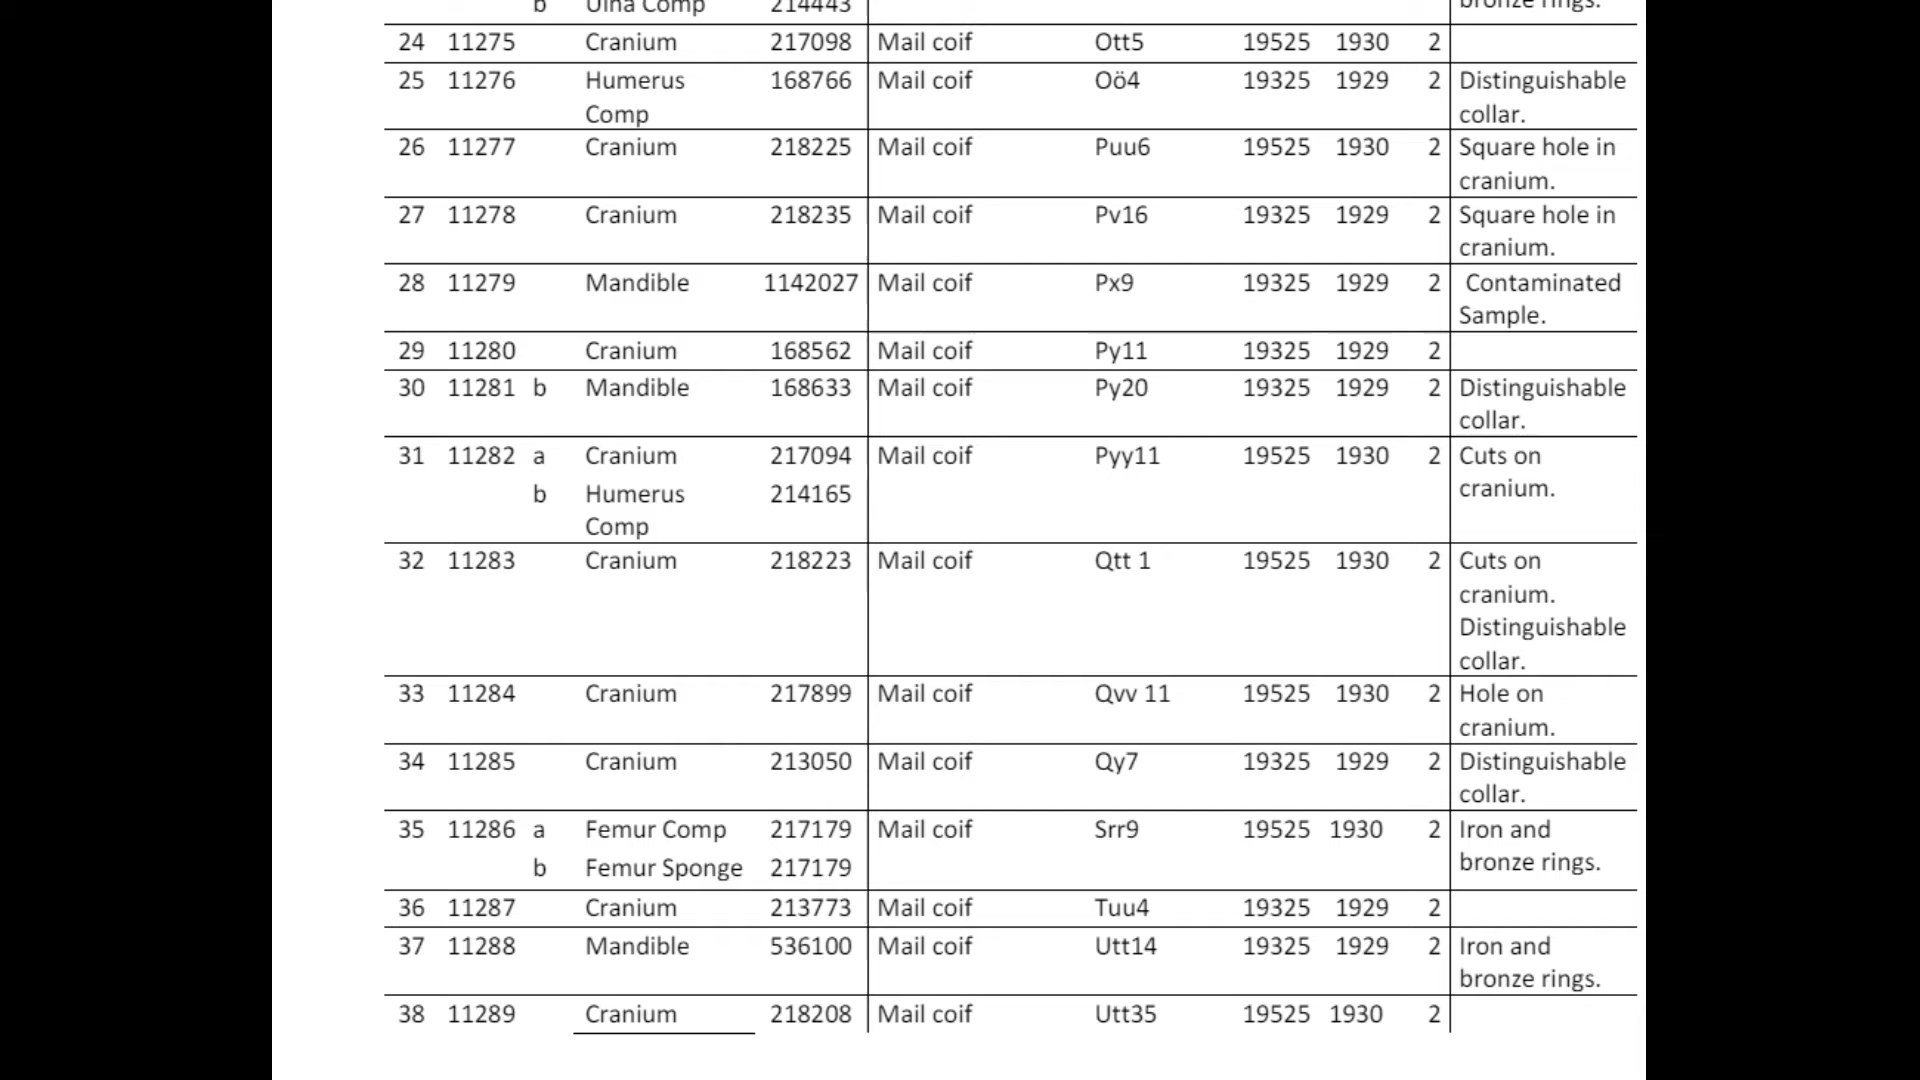 b Ulna Comp 214443 bronze rings.
24 11275 Cranium 217098 Mail coif Ott5 19525 1930 2
25 11276 Humerus 168766 Mail coif Oö4 19325 1929 2 Distinguishable
Comp collar.
26 11277 Cranium 218225 Mail coif Puu6 19525 1930 2 Square hole in
cranium.
27 11278 Cranium 218235 Mail coif Pv16 19325 1929 2 Square hole in
cranium.
28 11279 Mandible 1142027 Mail coif Px9 19325 1929 2 Contaminated
Sample.
29 11280 Cranium 168562 Mail coif Py11 19325 1929 2
30 11281 b Mandible 168633 Mail coif Py20 19325 1929 2 Distinguishable
collar.
31 11282 a Cranium 217094 Mail coif Pyy11 19525 1930 2 Cuts on
b Humerus 214165 cranium.
Comp
32 11283 Cranium 218223 Mail coif Qtt 1 19525 1930 2 Cuts on
cranium.
Distinguishable
collar.
33 11284 Cranium 217899 Mail coif Qvv 11 19525 1930 2 Hole on
cranium.
34 11285 Cranium 213050 Mail coif Qy7 19325 1929 2 Distinguishable
collar.
35 11286 a Femur Comp 217179 Mail coif Srr9 19525 1930 2 Iron and
b Femur Sponge 217179 bronze rings.
36 11287 Cranium 213773 Mail coif Tuu4 19325 1929 2
37 11288 Mandible 536100 Mail coif Utt14 19325 1929 2 Iron and
bronze rings.
38 11289 Cranium 218208 Mail coif Utt35 19525 1930 2